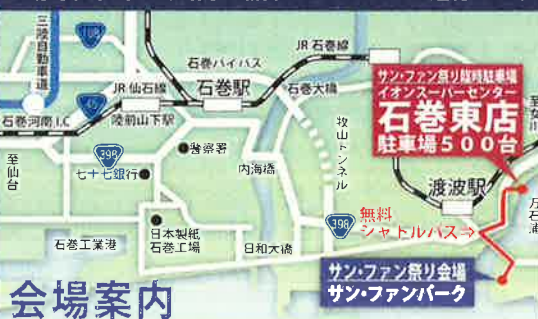 三陸自動車道
108
石巻バイパス
JR 石巻線
サン・ファン祭り臨時駐車場
イオンスーパーセンター
石巻東店
駐車場500台
JR 仙石線
石巻駅
石巻大橋
45
石巻河南 I.C
陸前山下駅
至女川
至仙台
398
警察署
七十七銀行
内海橋
牧山トンネル
渡波駅
万石浦
398
無料
シャトルバス→
石巻工業港
日本製紙
石巻工場
日和大橋
サン・ファン祭り会場
サン・ファンパーク
会場案内